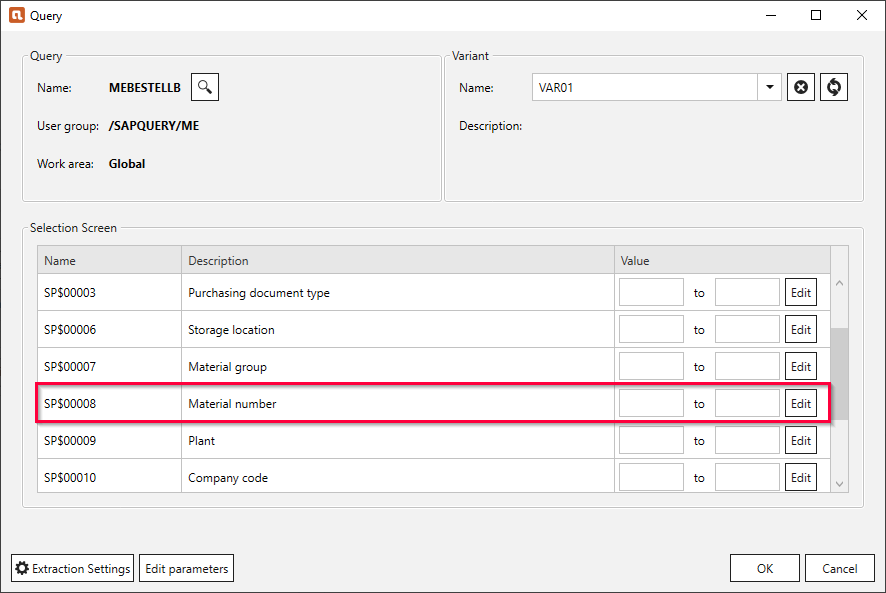 Query
Query
Name: MEBESTELLB
User group: /SAPQUERY/ME
Work area: Global
Variant
Name: VAR01
Description:
Selection Screen
Name Description Value
SP$00003 Purchasing document type to Edit
SP$00006 Storage location to Edit
SP$00007 Material group to Edit
SP$00008 Material number to Edit
SP$00009 Plant to Edit
SP$00010 Company code to Edit
Extraction Settings Edit parameters OK Cancel